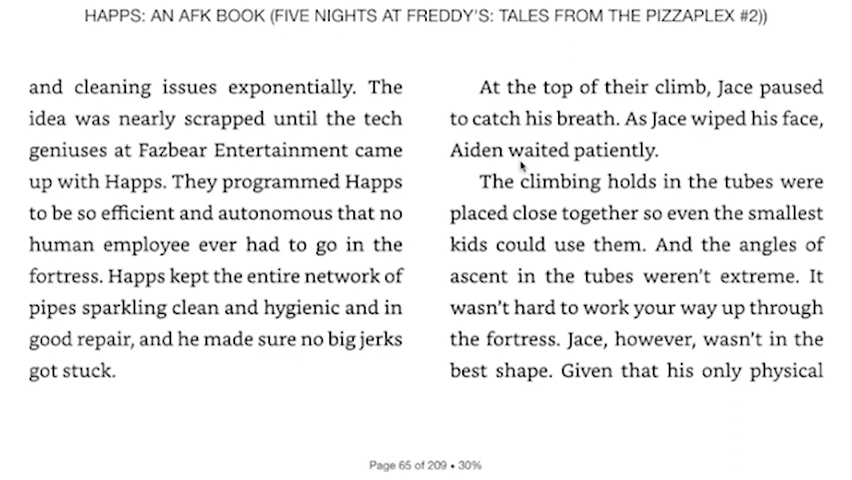 HAPPS: AN AFK BOOK (FIVE NIGHTS AT FREDDY'S: TALES FROM THE PIZZAPLEX #2))
and cleaning issues exponentially. The
idea was nearly scrapped until the tech
geniuses at Fazbear Entertainment came
up with Happs. They programmed Happs
to be so efficient and autonomous that no
human employee ever had to go in the
fortress. Happs kept the entire network of
pipes sparkling clean and hygienic and in
good repair, and he made sure no big jerks
got stuck.
At the top of their climb, Jace paused
to catch his breath. As Jace wiped his face,
Aiden waited patiently.
The climbing holds in the tubes were
placed close together so even the smallest
kids could use them. And the angles of
ascent in the tubes weren't extreme. It
wasn't hard to work your way up through
the fortress. Jace, however, wasn't in the
best shape. Given that his only physical
Page 65 of 209 • 30%